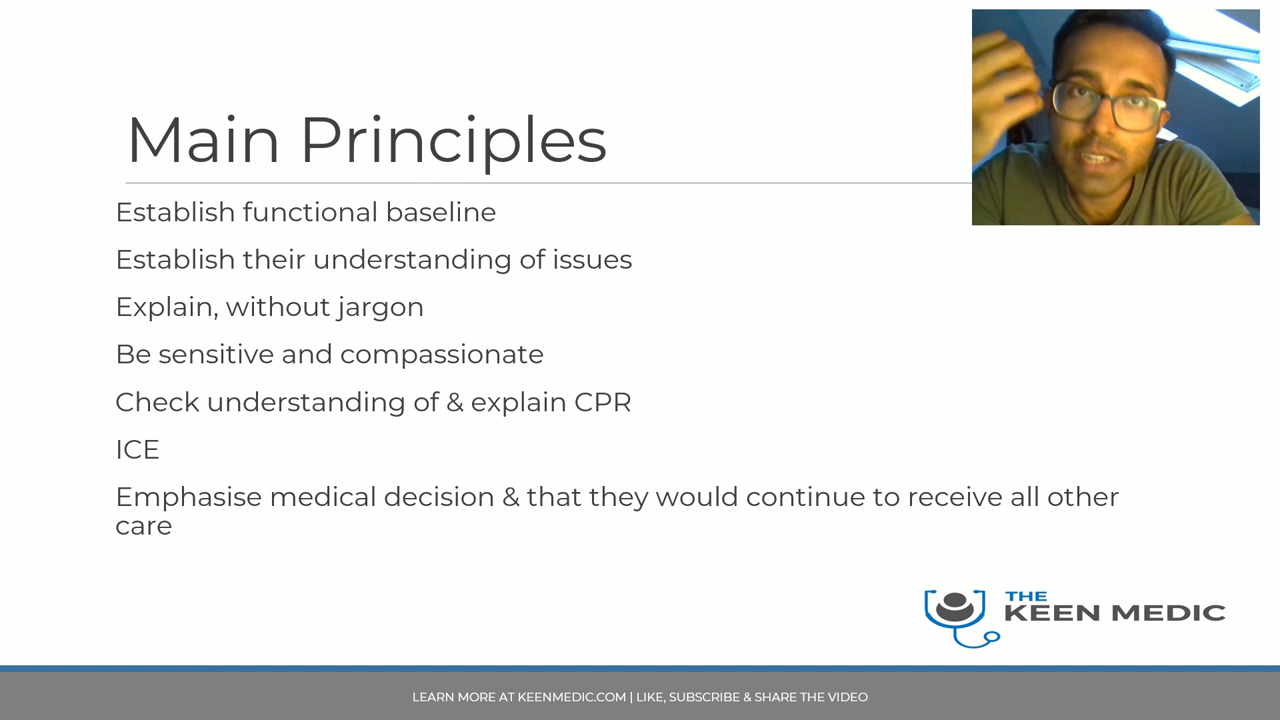 Main Principles
Establish functional baseline
Establish their understanding of issues
Explain, without jargon
Be sensitive and compassionate
Check understanding of & explain CPR
ICE
Emphasise medical decision & that they would continue to receive all other
care
THE
KEEN MEDIC
LEARN MORE AT KEENMEDIC.COM | LIKE, SUBSCRIBE & SHARE THE VIDEO